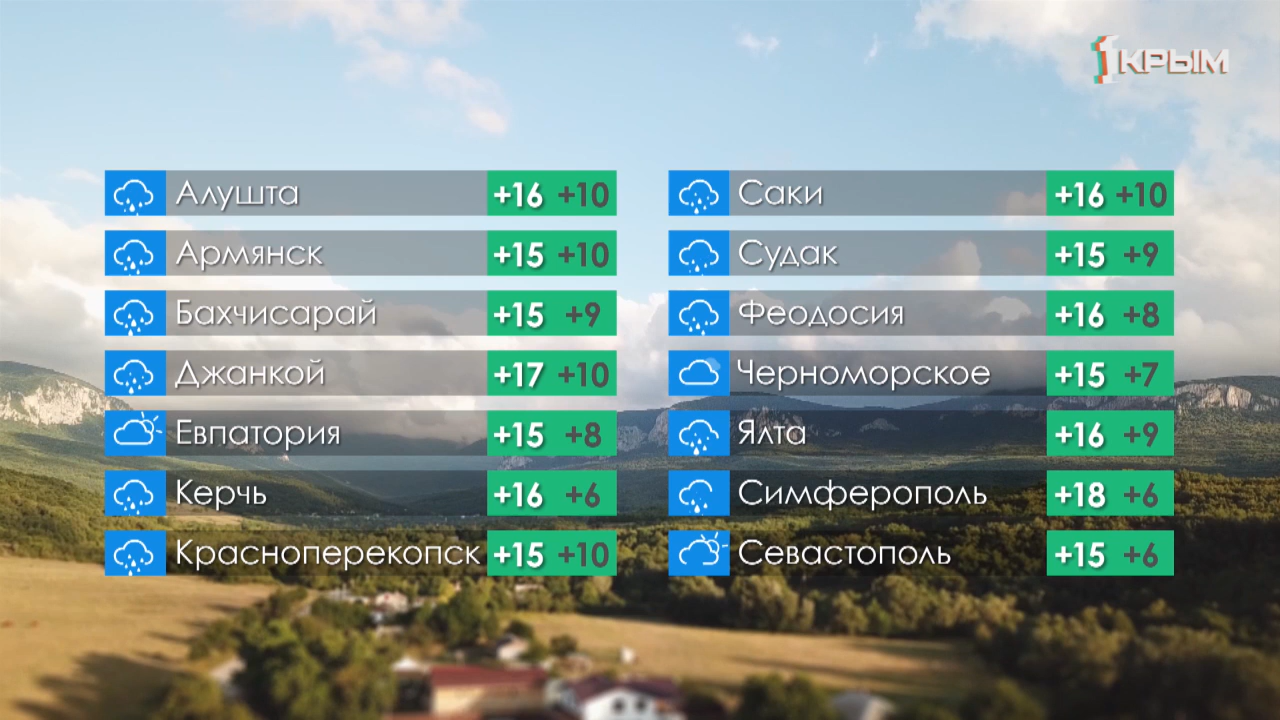 1КРЫМ
Алушта +16 +10
Армянск +15 +10
Бахчисарай +15 +9
Джанкой +17 +10
Евпатория +15 +8
Керчь +16 +6
Красноперекопск +15 +10
Саки +16 +10
Судак +15 +9
Феодосия +16 +8
Черноморское +15 +7
Ялта +16 +9
Симферополь +18 +6
Севастополь +15 +6